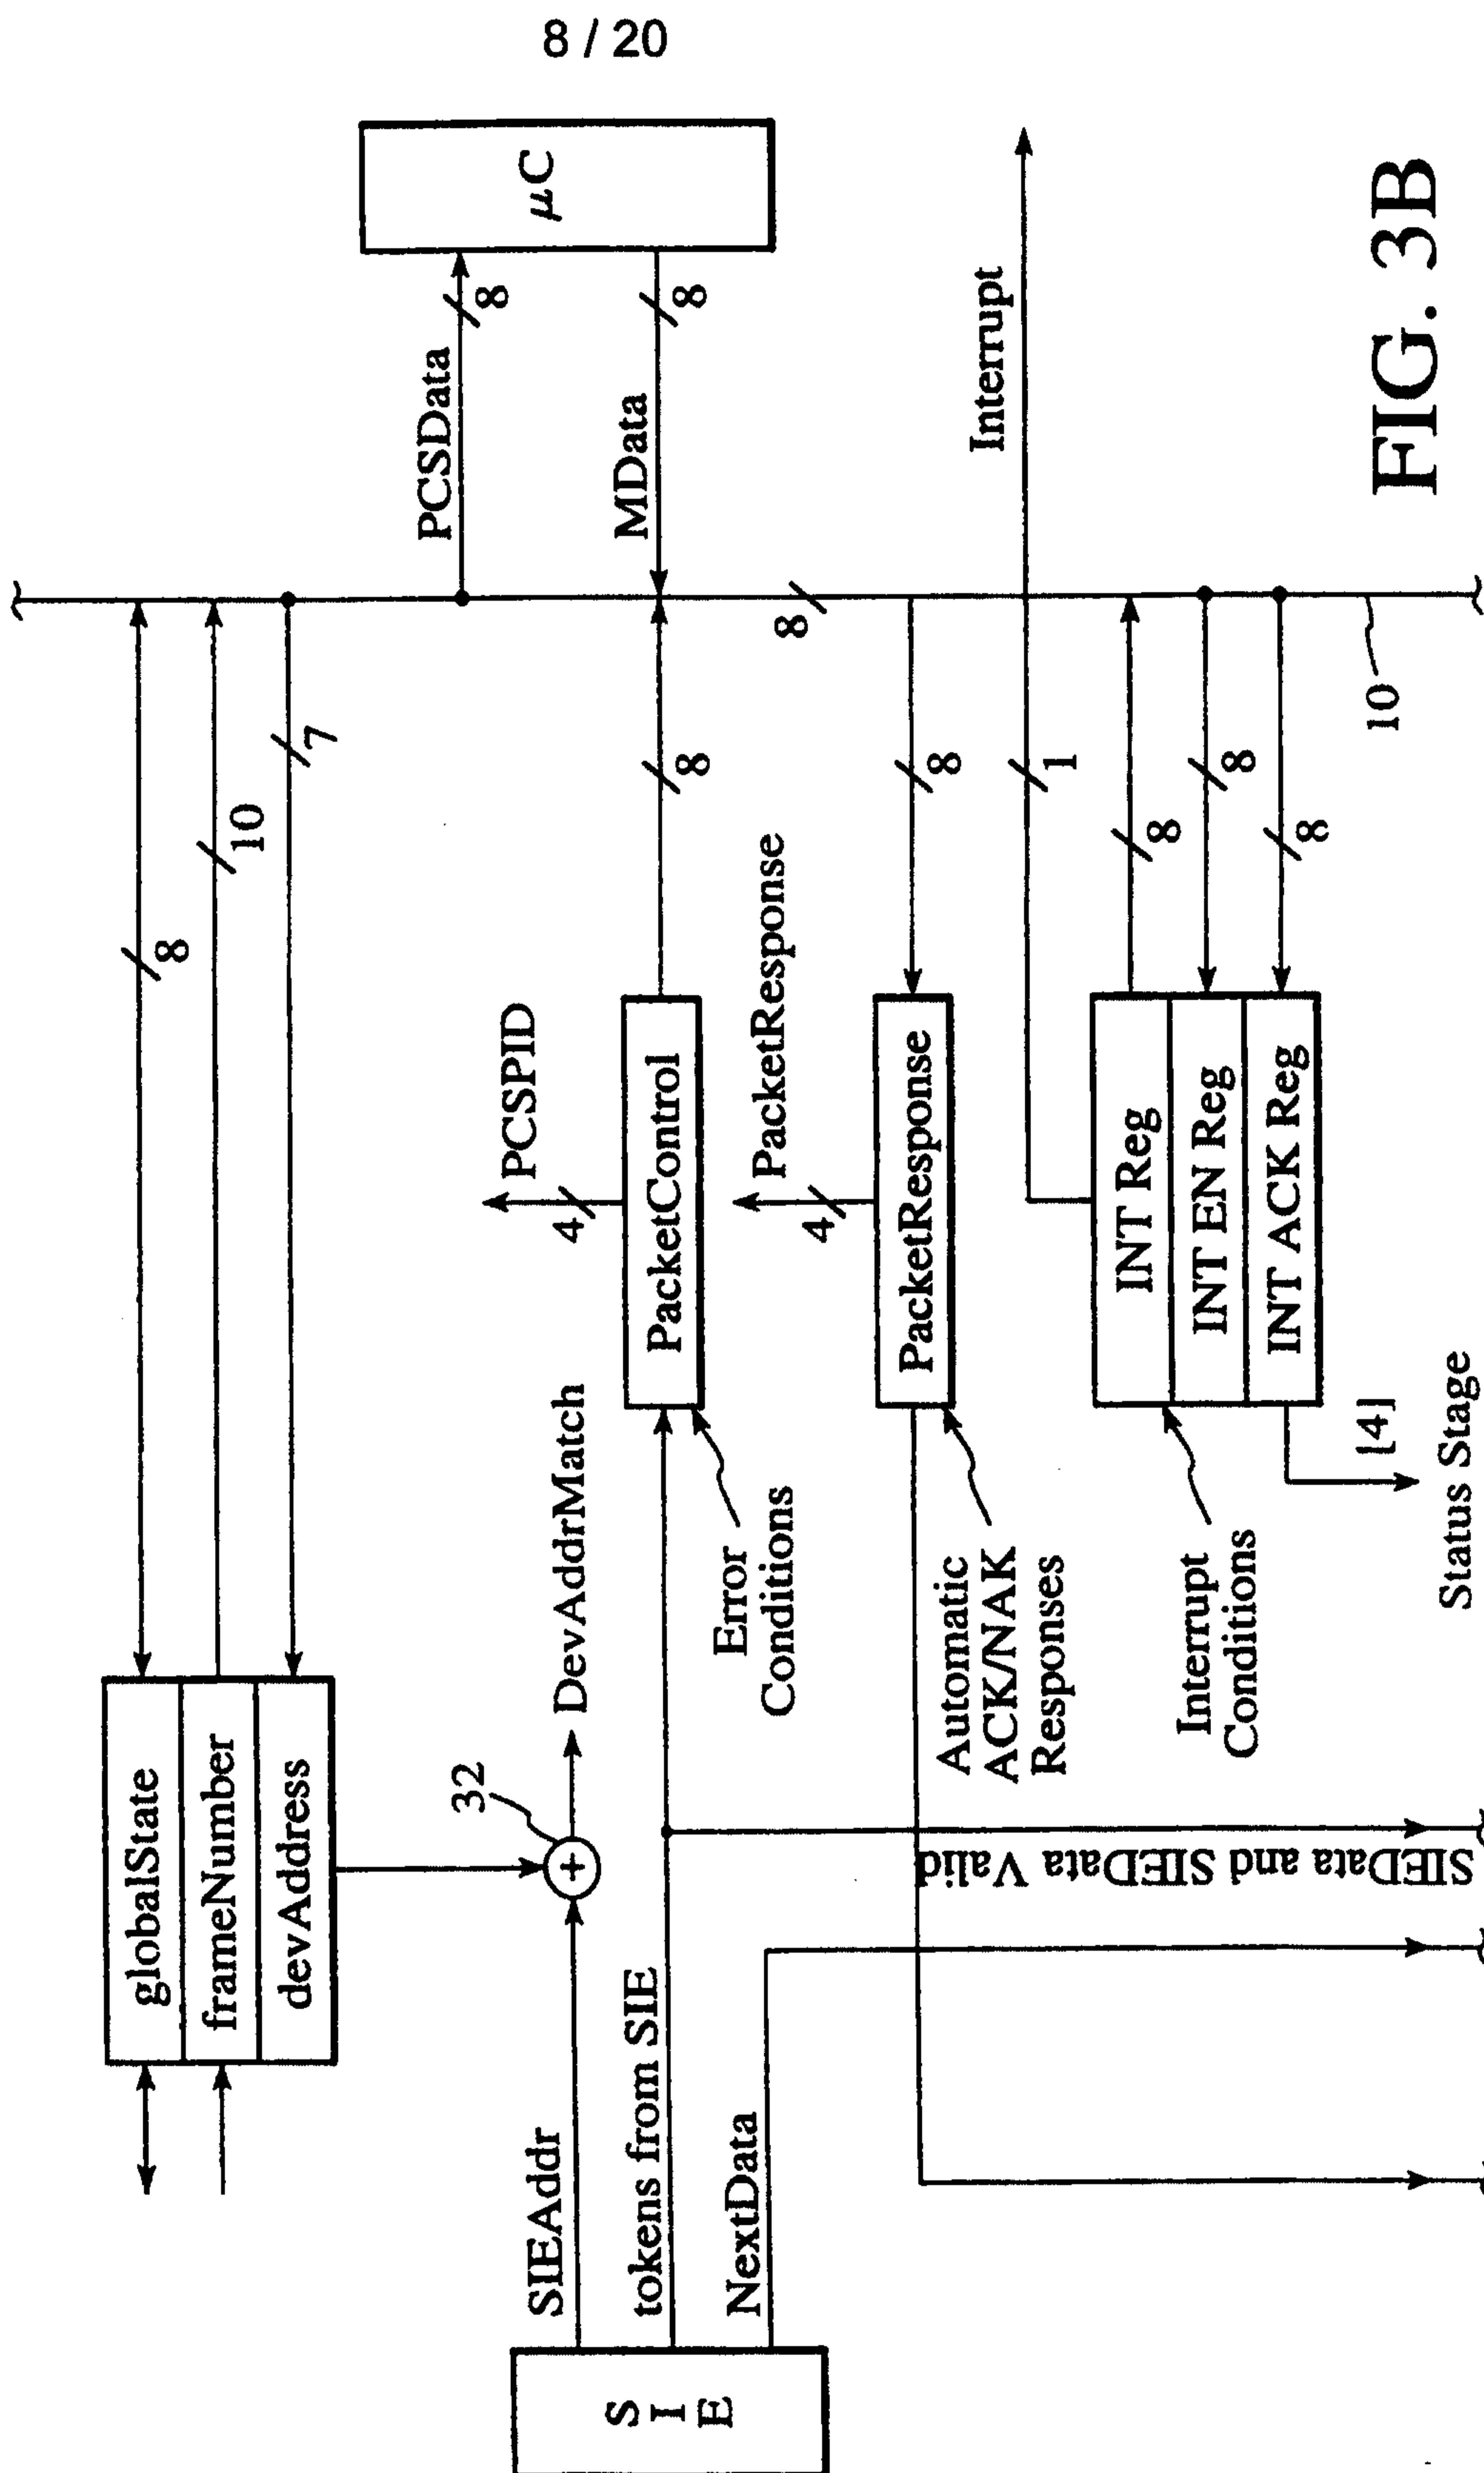 8 / 20
globalState
frameNumber
devAddress
8
10
7
SIEAddr
32
DevAddrMatch
S
I
E
tokens from SIE
NextData
Error
Conditions
PacketControl
4
PCSPID
8
PCSData
8
MData
8
μC
8
Automatic
ACK/NAK
Responses
PacketResponse
4
PacketResponse
8
Interrupt
1
Interrupt
Conditions
INT Reg
INT EN Reg
INT ACK Reg
8
8
8
[4]
Status Stage
SIEData and SIEData Valid
10
FIG. 3B